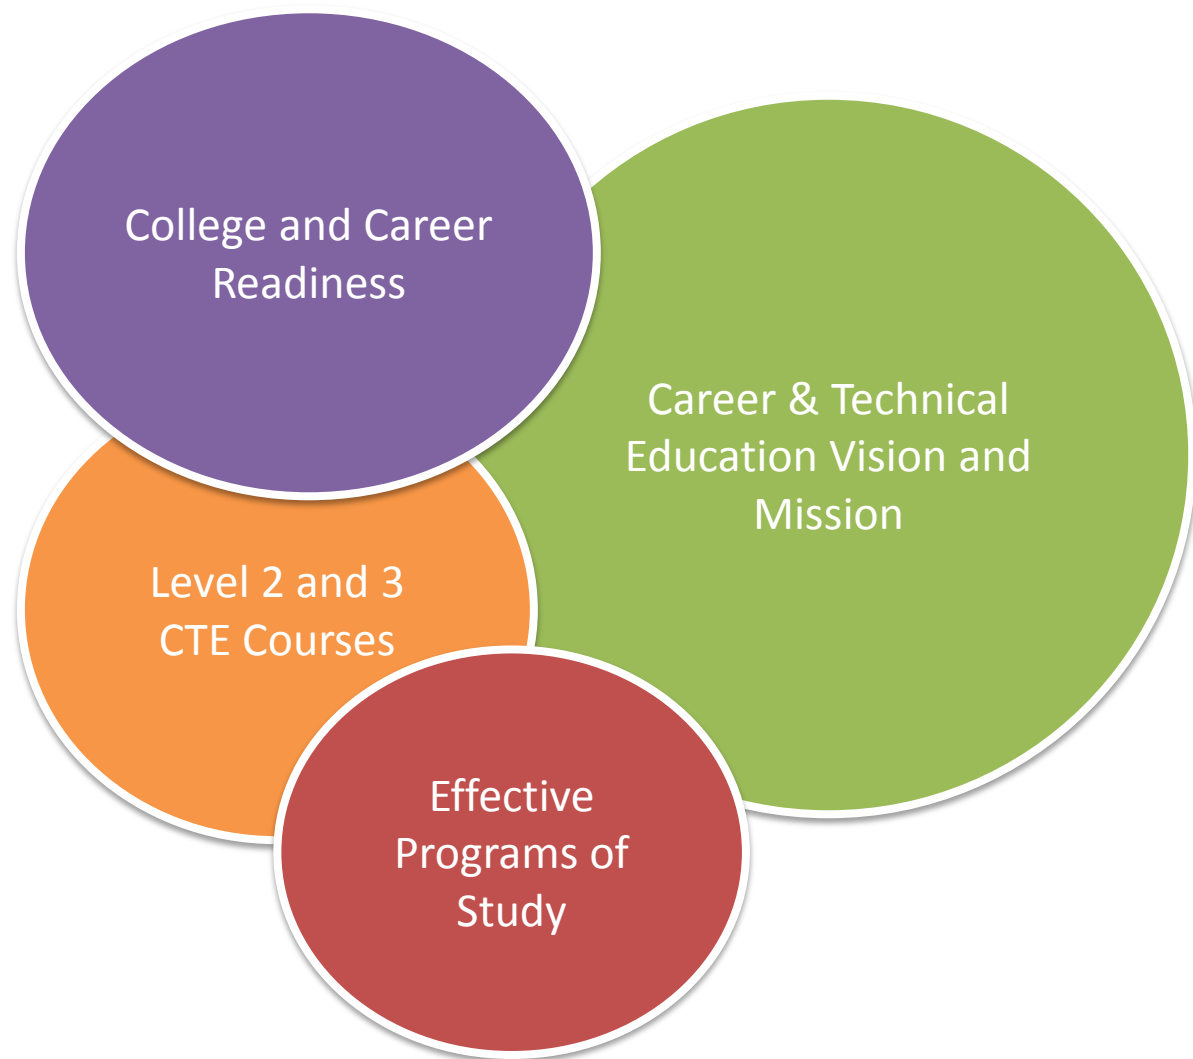 College and Career
Readiness
Career & Technical
Education Vision and
Mission
Level 2 and 3
CTE Courses
Effective
Programs of
Study